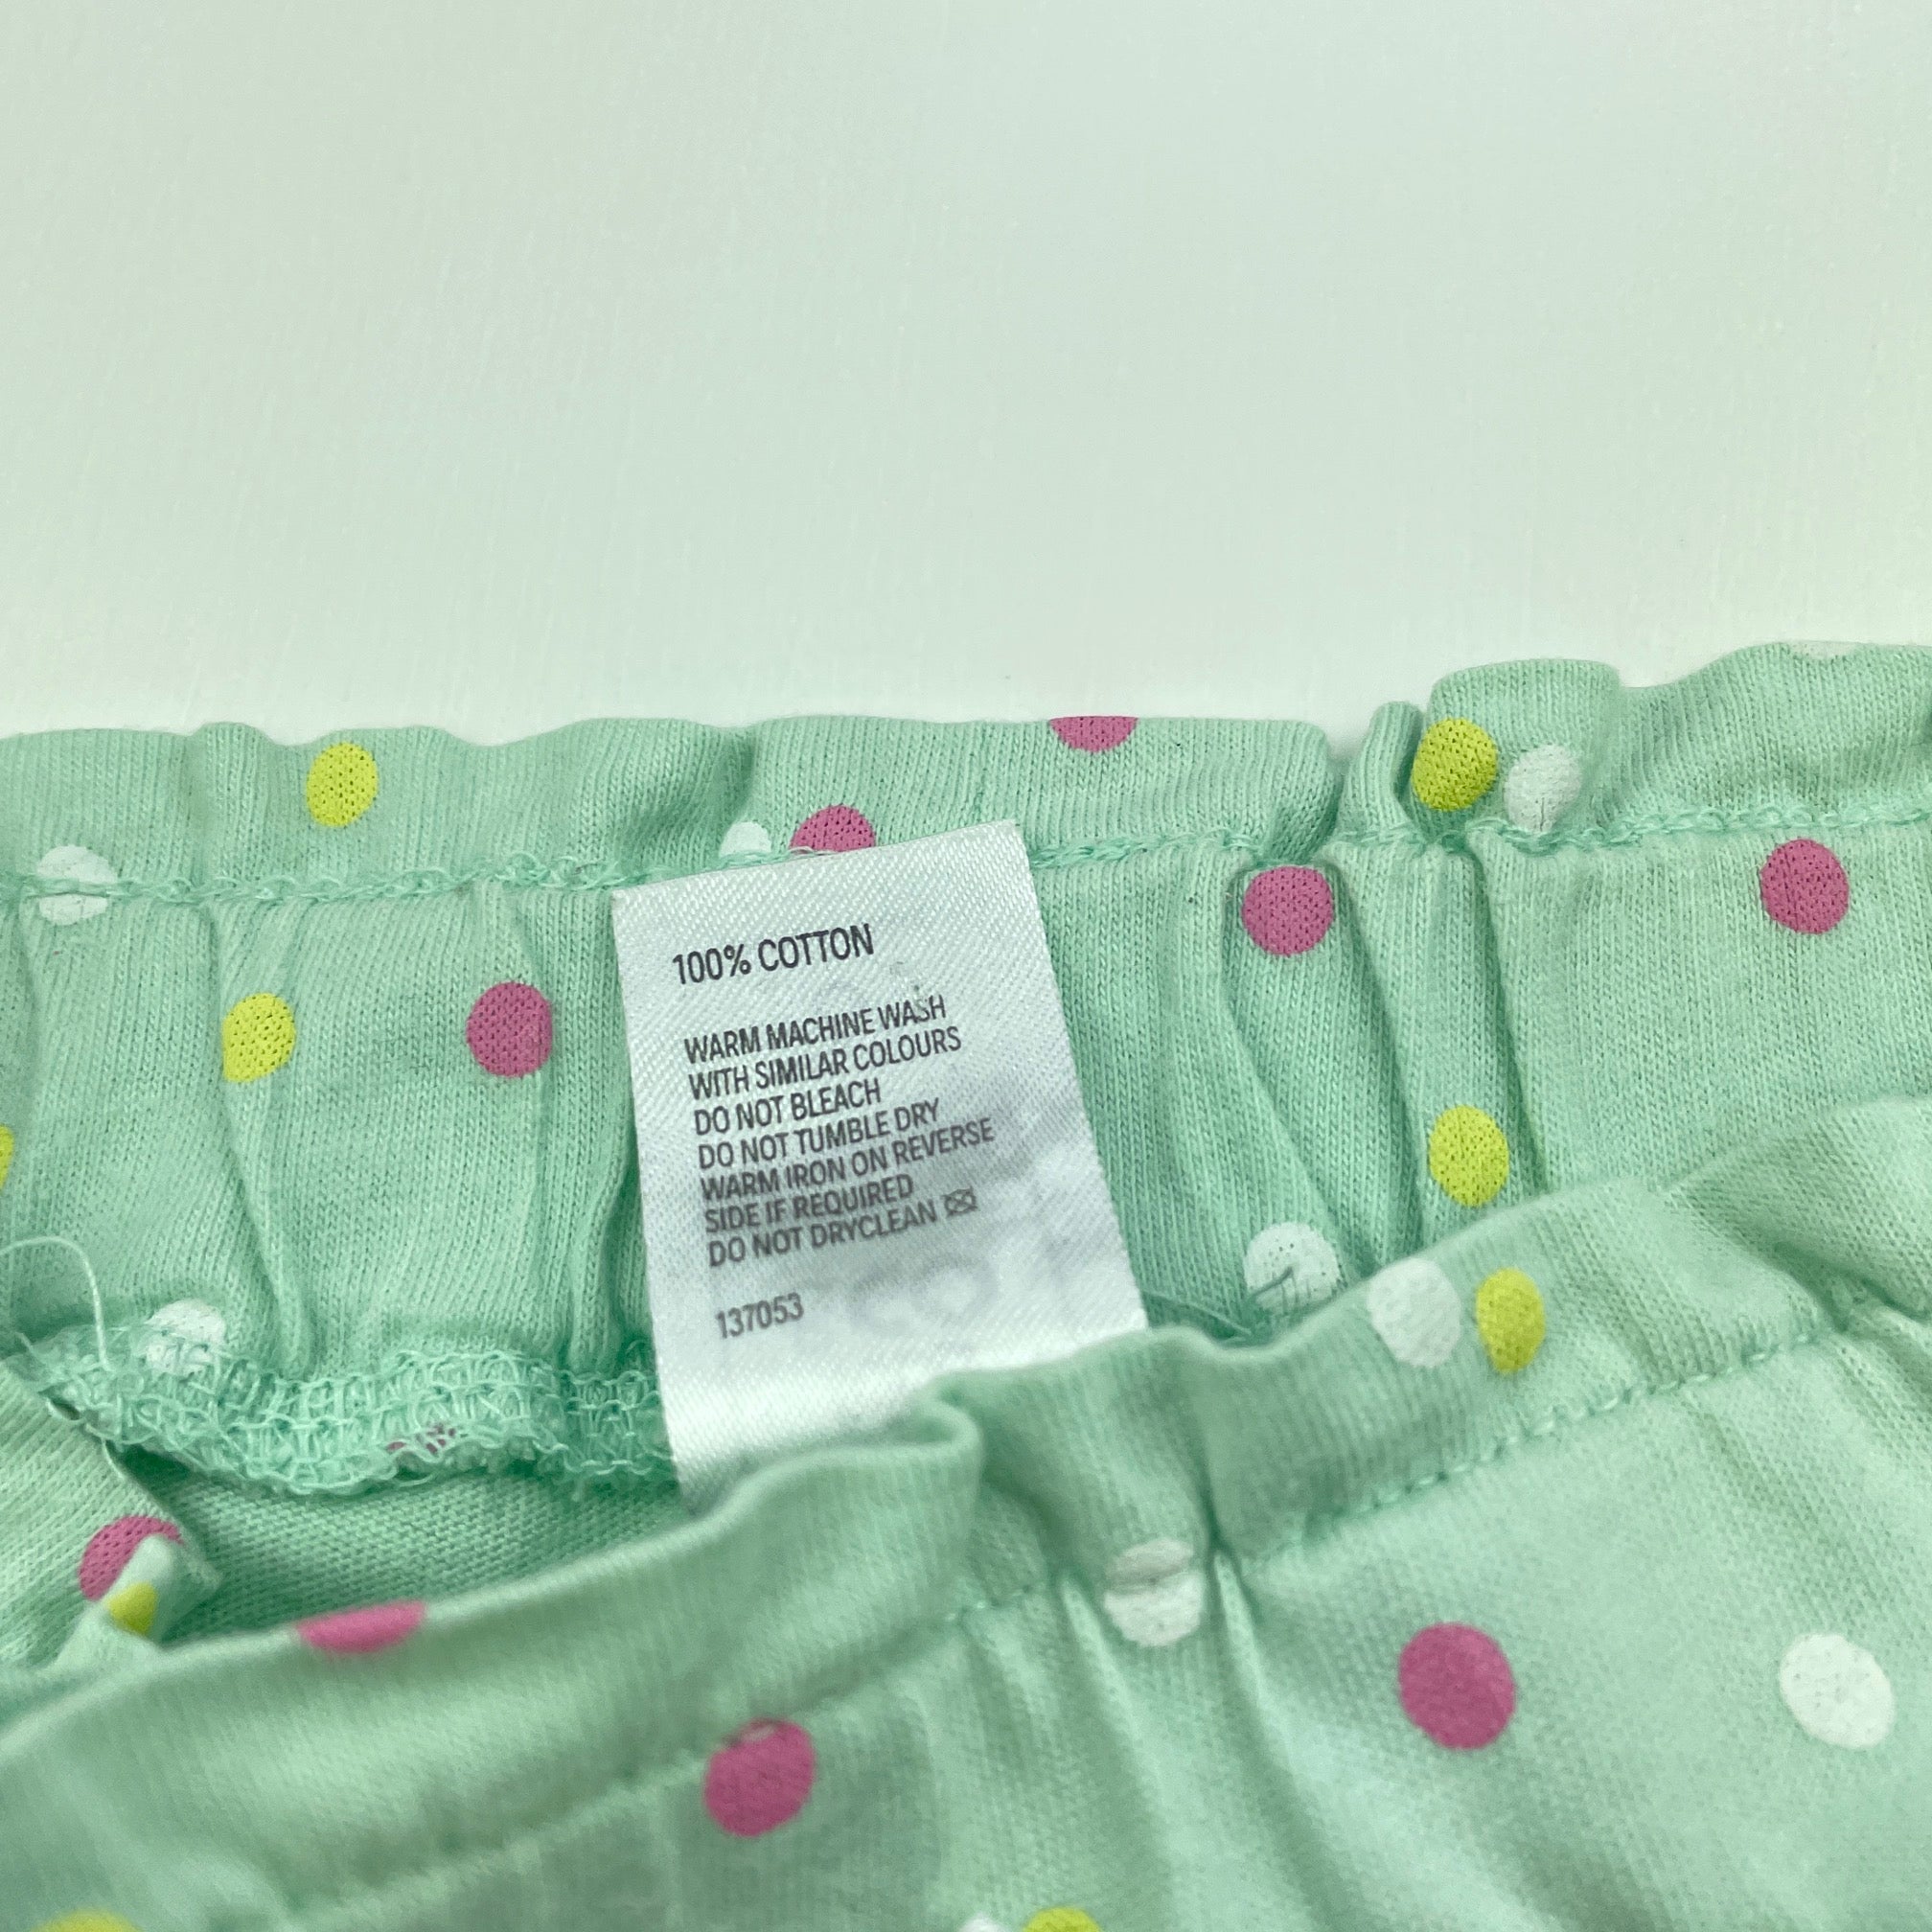 100% COTTON
WARM MACHINE WASH
WITH SIMILAR COLOURS
DO NOT BLEACH
DO NOT TUMBLE DRY
WARM IRON ON REVERSE
SIDE IF REQUIRED
DO NOT DRYCLEAN
137053